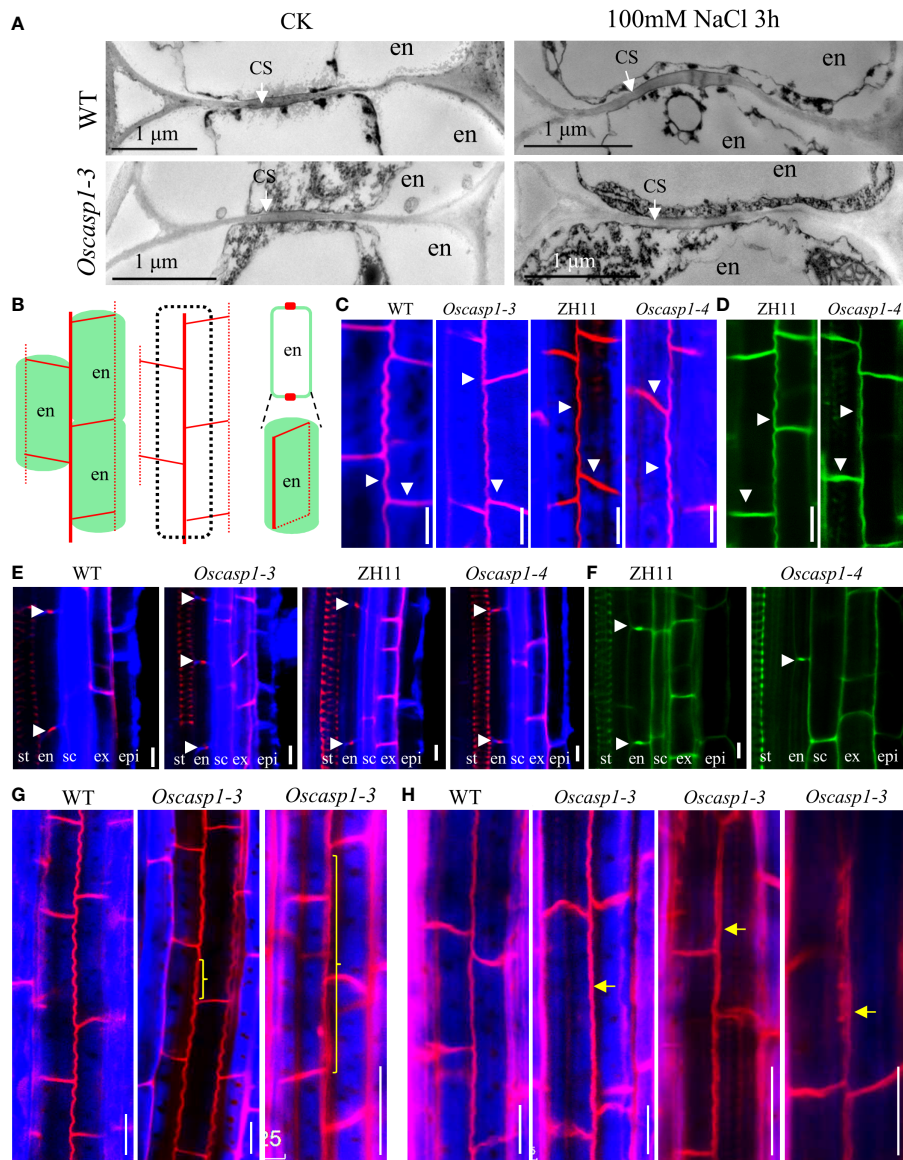 A
CK
100mM NaCl 3h
WT
CS
en
1 μm
en
CS
en
1 μm
en
Oscasp1-3
CS
en
1 μm
en
CS
en
1 μm
en
B
en
en
en
en
en
C
WT
Oscasp1-3
ZH11
Oscasp1-4
D
ZH11
Oscasp1-4
E
WT
Oscasp1-3
ZH11
Oscasp1-4
F
ZH11
Oscasp1-4
st en sc ex epi
st en sc ex epi
st en sc ex epi
st en sc ex epi
st en sc ex epi
st en sc ex epi
G
WT
Oscasp1-3
Oscasp1-3
25
H
WT
Oscasp1-3
Oscasp1-3
Oscasp1-3